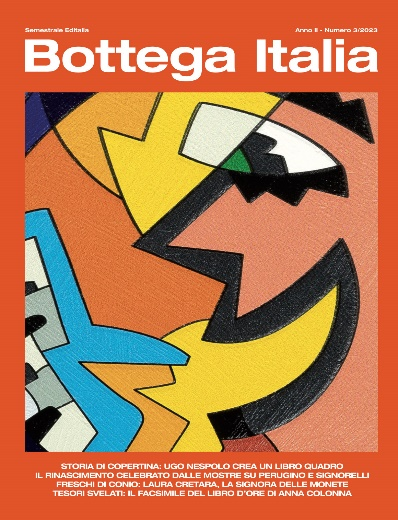 Semestrale Editalia
Anno II - Numero 3/2023
Bottega Italia
STORIA DI COPERTINA: UGO NESPOLO CREA UN LIBRO QUADRO
IL RINASCIMENTO CELEBRATO DALLE MOSTRE SU PERUGINO E SIGNORELLI
FRESCHI DI CONIO: LAURA CRETARA, LA SIGNORA DELLE MONETE
TESORI SVELATI: IL FACSIMILE DEL LIBRO D'ORE DI ANNA COLONNA